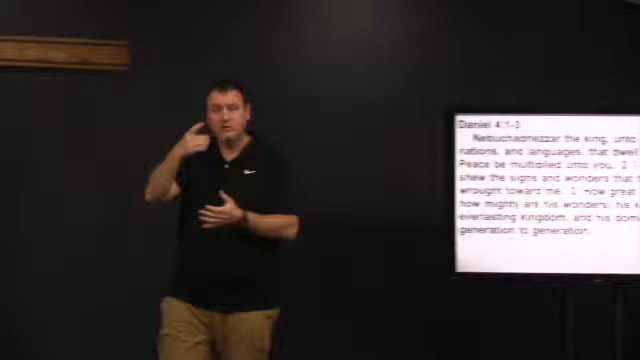 Daniel 4:1-3
Nebuchadnezzar the king, unto
nations, and languages, that dwell
Peace be multiplied unto you. 2 I
shew the signs and wonders that
wrought toward me. 3 How great
how mighty are his wonders: his
everlasting kingdom, and his dom
generation to generation.